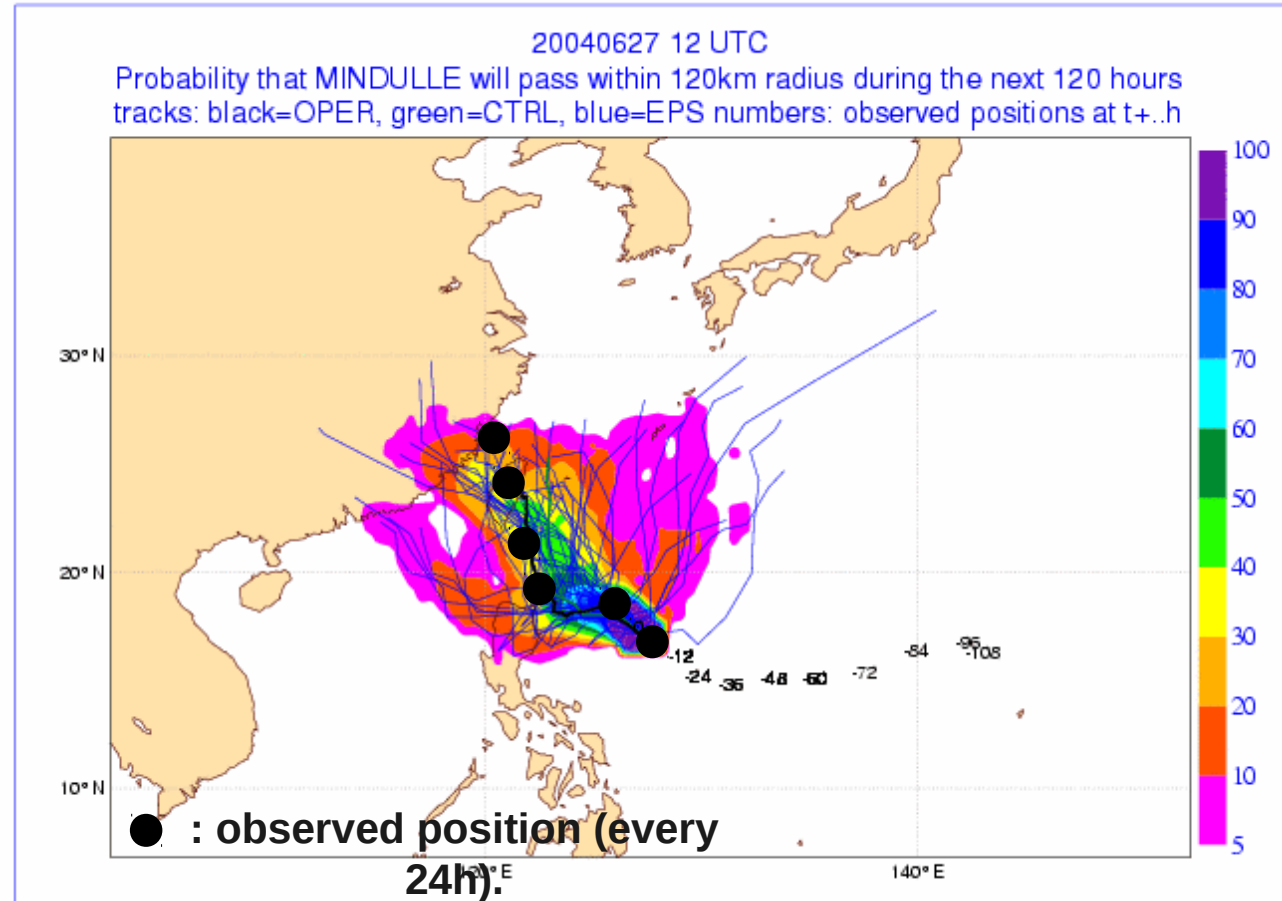 20040627 12 UTC
Probability that MINDULLE will pass within 120km radius during the next 120 hours
tracks: black=OPER, green=CTRL, blue=EPS numbers: observed positions at t+..h
100
90
80
70
60
50
40
30
20
10
5
30° N
20° N
10° N
0
-12
-24
-36
-48
-60
-72
-84
-96
-108
: observed position (every
24h).
140° E